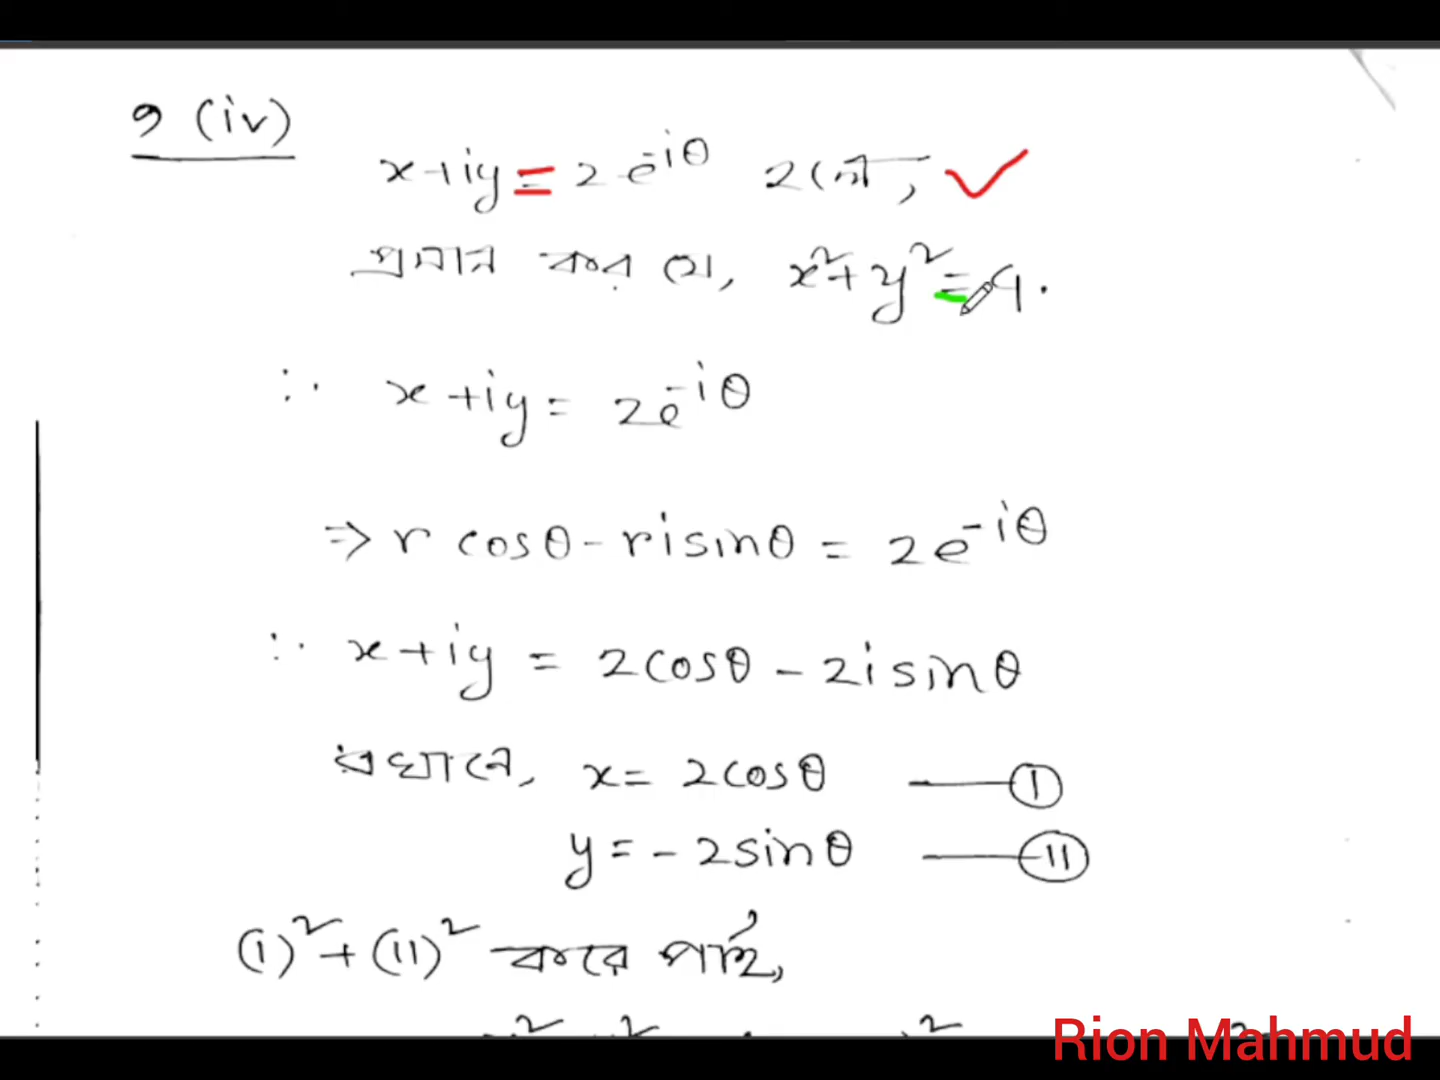 9 (iv)
x+iy = 2e^{-iθ} হলে,
প্রমান কর যে, x²+y² = 4.
∴ x+iy = 2e^{-iθ}
⇒ r cosθ - r i sinθ = 2e^{-iθ}
∴ x+iy = 2cosθ - 2i sinθ
এখানে, x = 2cosθ —— (I)
y = -2sinθ —— (II)
(I)² + (II)² করে পাই,
Rion Mahmud